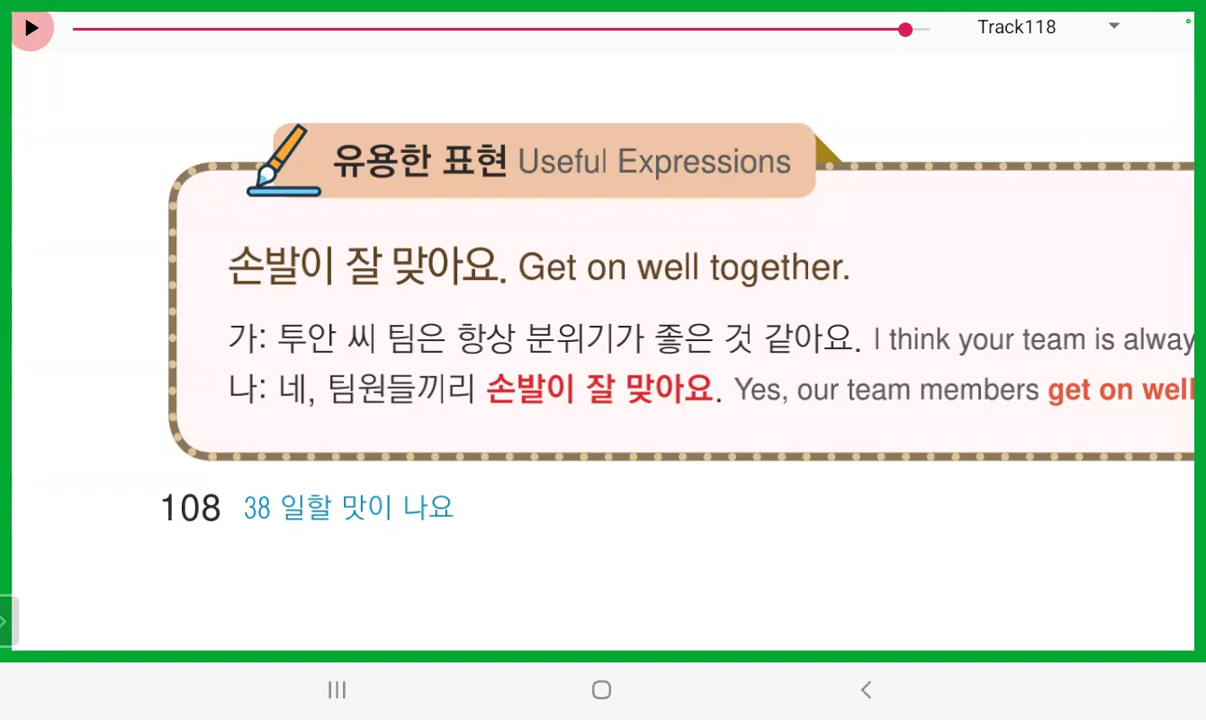 Track118
유용한 표현 Useful Expressions
손발이 잘 맞아요. Get on well together.
가: 투안 씨 팀은 항상 분위기가 좋은 것 같아요. I think your team is alway
나: 네, 팀원들끼리 손발이 잘 맞아요. Yes, our team members get on well
108 38 일할 맛이 나요